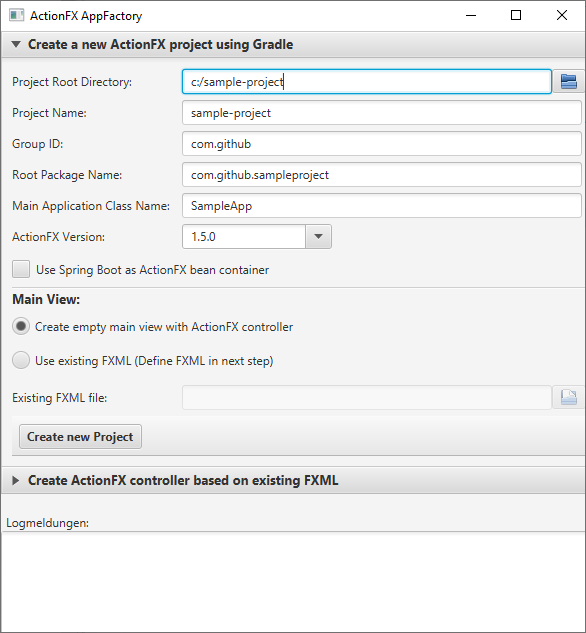 ActionFX AppFactory
Create a new ActionFX project using Gradle
Project Root Directory: c:/sample-project
Project Name: sample-project
Group ID: com.github
Root Package Name: com.github.sampleproject
Main Application Class Name: SampleApp
ActionFX Version: 1.5.0
Use Spring Boot as ActionFX bean container
Main View:
Create empty main view with ActionFX controller
Use existing FXML (Define FXML in next step)
Existing FXML file:
Create new Project
Create ActionFX controller based on existing FXML
Logmeldungen: